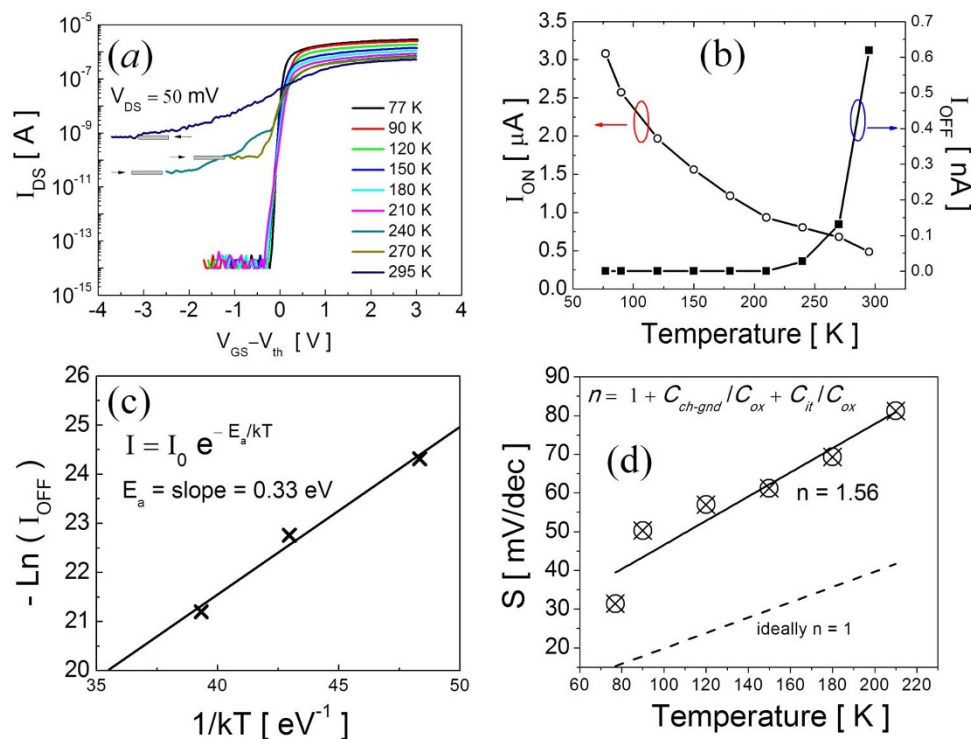 (a)
V_DS = 50 mV
77 K
90 K
120 K
150 K
180 K
210 K
240 K
270 K
295 K
10^-5
10^-7
10^-9
10^-11
10^-13
10^-15
I_DS [ A ]
-4 -3 -2 -1 0 1 2 3 4
V_GS–V_th [ V ]
(b)
4.0
3.5
3.0
2.5
2.0
1.5
1.0
0.5
0.0
I_ON [ μA ]
0.7
0.6
0.5
0.4
0.3
0.2
0.1
0.0
I_OFF [ nA ]
50 100 150 200 250 300
Temperature [ K ]
(c)
I = I_0 e^-E_a/kT
E_a = slope = 0.33 eV
26
25
24
23
22
21
20
- Ln ( I_OFF )
35 40 45 50
1/kT [ eV^-1 ]
n = 1 + C_ch-gnd /C_ox + C_it /C_ox
(d)
n = 1.56
ideally n = 1
90
80
70
60
50
40
30
20
S [ mV/dec ]
60 80 100 120 140 160 180 200 220
Temperature [ K ]